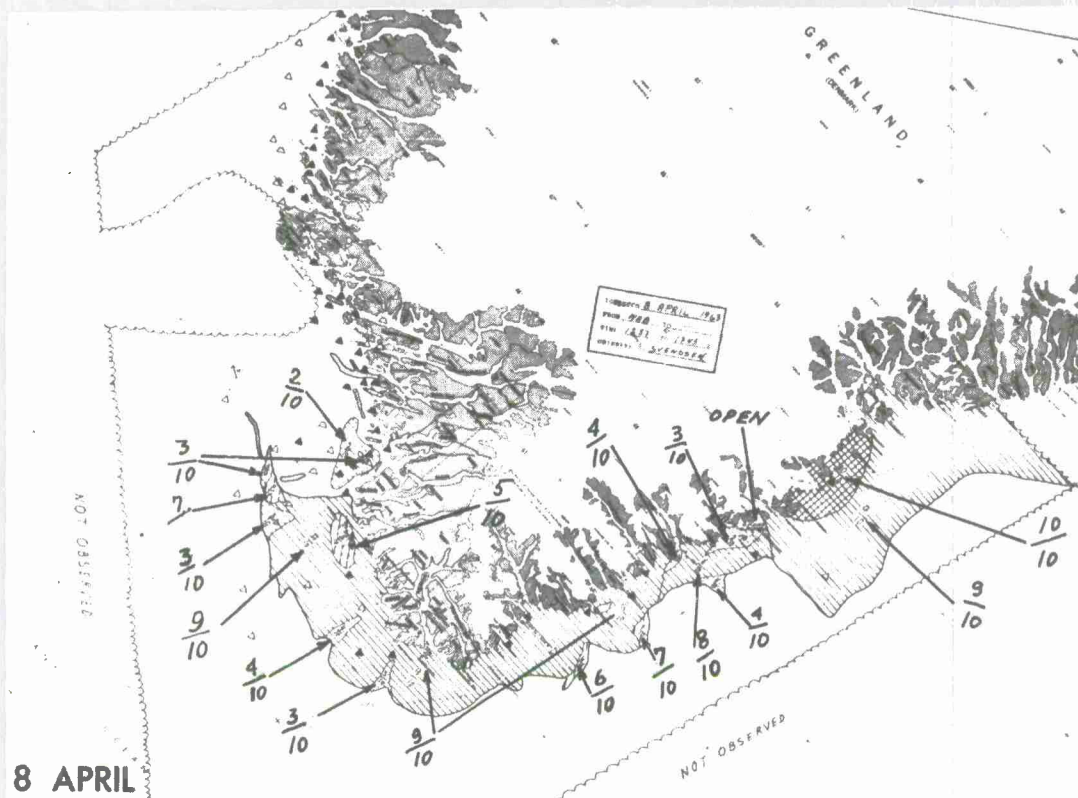 GREENLAND
(DENMARK)
8 APRIL 1963
SVENDSEN
OPEN
2/10
3/10
7
3/10
9/10
4/10
3/10
9/10
5/10
4/10
3/10
6/10
7/10
8/10
4/10
9/10
10/10
NOT OBSERVED
NOT OBSERVED
8 APRIL